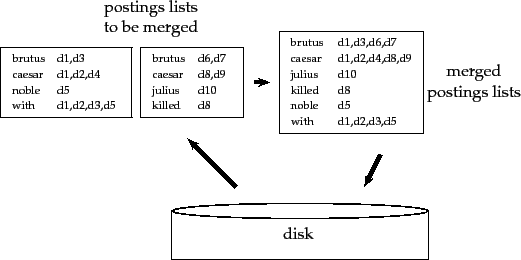 postings lists
to be merged
brutus d1,d3
caesar d1,d2,d4
noble d5
with d1,d2,d3,d5
brutus d6,d7
caesar d8,d9
julius d10
killed d8
brutus d1,d3,d6,d7
caesar d1,d2,d4,d8,d9
julius d10
killed d8
noble d5
with d1,d2,d3,d5
merged
postings lists
disk